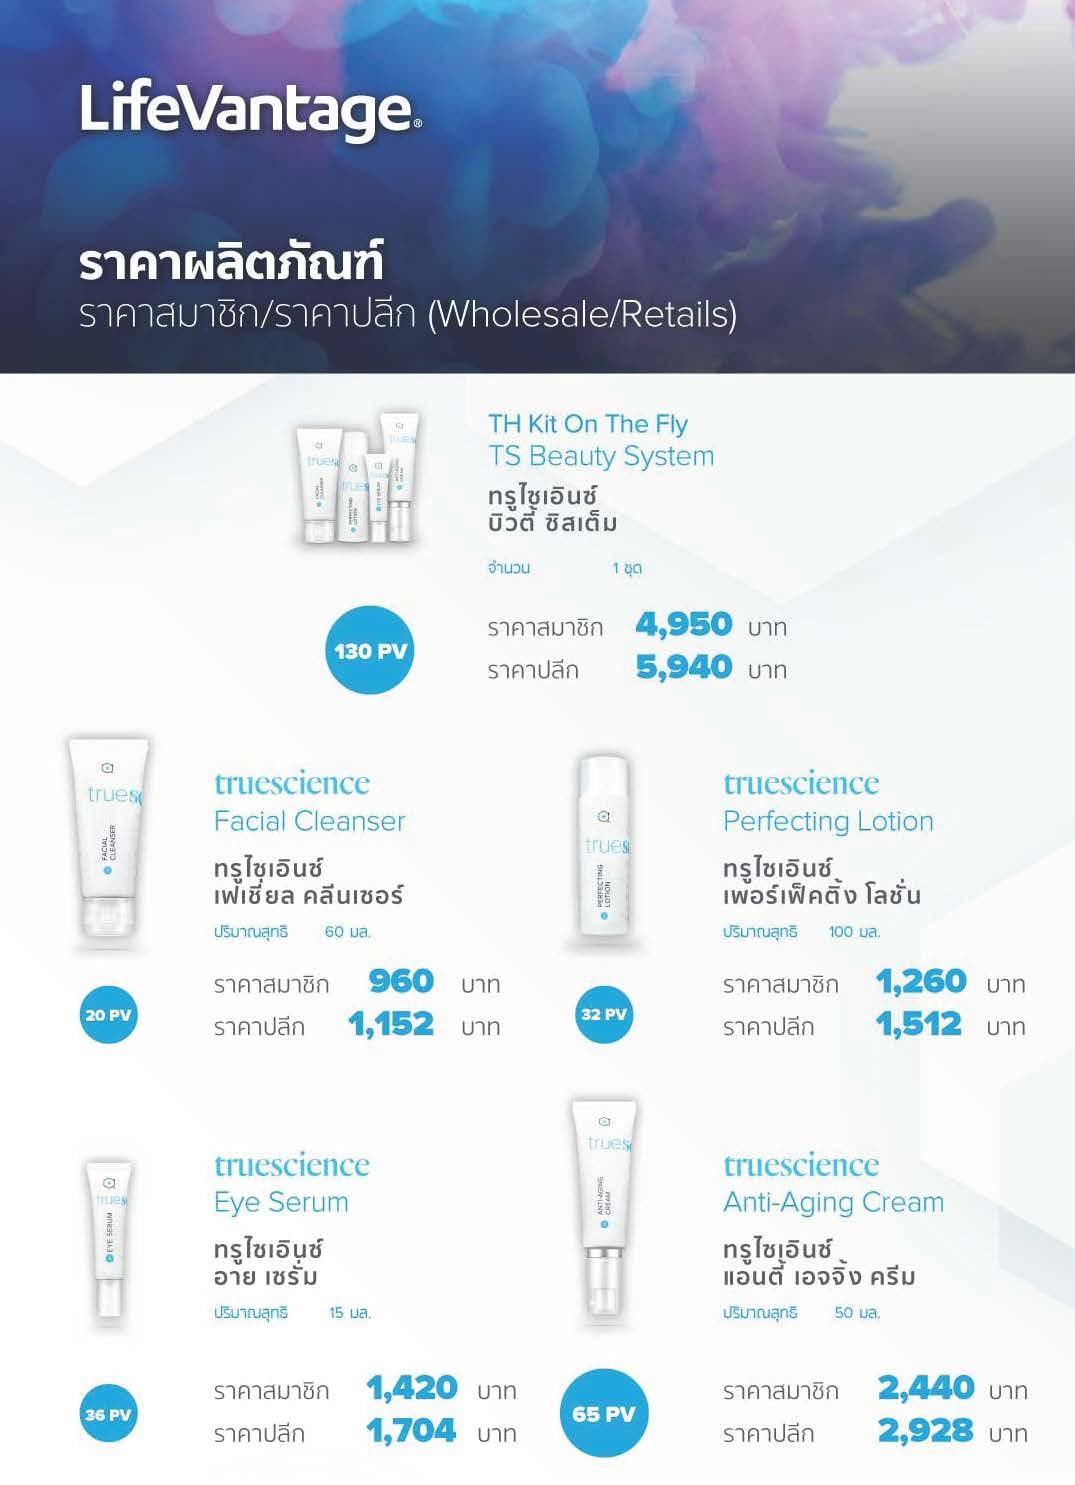 LifeVantage®
ราคาผลิตภัณฑ์
ราคาสมาชิก/ราคาปลีก (Wholesale/Retails)
TH Kit On The Fly
TS Beauty System
ทรูไซเอินซ์
บิวตี้ ซิสเต็ม
จำนวน 1 ชุด
130 PV
ราคาสมาชิก 4,950 บาท
ราคาปลีก 5,940 บาท
trues
FACIAL
CLEANSER
truescience
Facial Cleanser
ทรูไซเอินซ์
เฟเชี่ยล คลีนเซอร์
ปริมาณสุทธิ 60 มล.
20 PV
ราคาสมาชิก 960 บาท
ราคาปลีก 1,152 บาท
trues
PERFECTING
LOTION
truescience
Perfecting Lotion
ทรูไซเอินซ์
เพอร์เฟ็คติ้ง โลชั่น
ปริมาณสุทธิ 100 มล.
32 PV
ราคาสมาชิก 1,260 บาท
ราคาปลีก 1,512 บาท
trues
EYE SERUM
truescience
Eye Serum
ทรูไซเอินซ์
อาย เซรั่ม
ปริมาณสุทธิ 15 มล.
36 PV
ราคาสมาชิก 1,420 บาท
ราคาปลีก 1,704 บาท
trues
ANTI-AGING
CREAM
truescience
Anti-Aging Cream
ทรูไซเอินซ์
แอนตี้ เอจจิ้ง ครีม
ปริมาณสุทธิ 50 มล.
65 PV
ราคาสมาชิก 2,440 บาท
ราคาปลีก 2,928 บาท